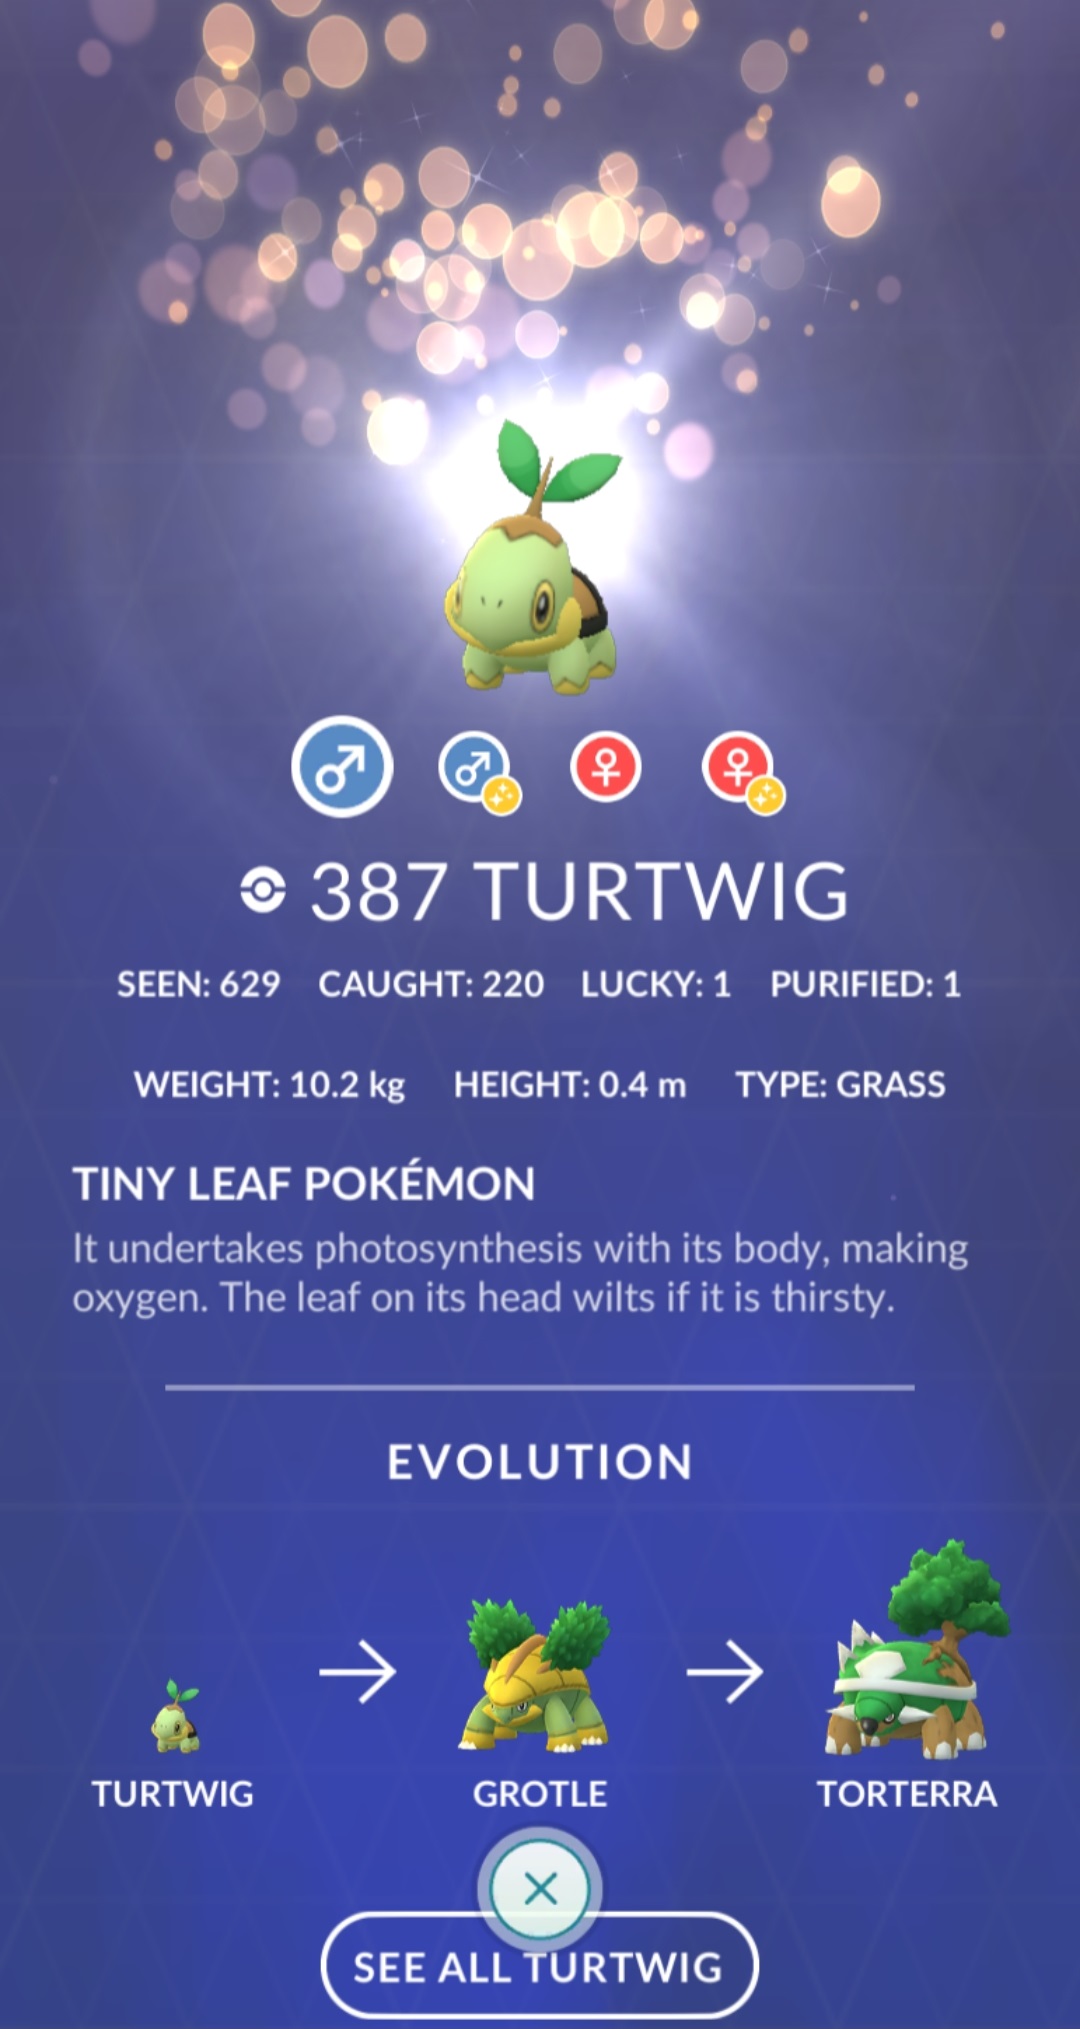 387 TURTWIG
SEEN: 629 CAUGHT: 220 LUCKY: 1 PURIFIED: 1
WEIGHT: 10.2 kg HEIGHT: 0.4 m TYPE: GRASS
TINY LEAF POKÉMON
It undertakes photosynthesis with its body, making
oxygen. The leaf on its head wilts if it is thirsty.
EVOLUTION
TURTWIG GROTLE TORTERRA
SEE ALL TURTWIG